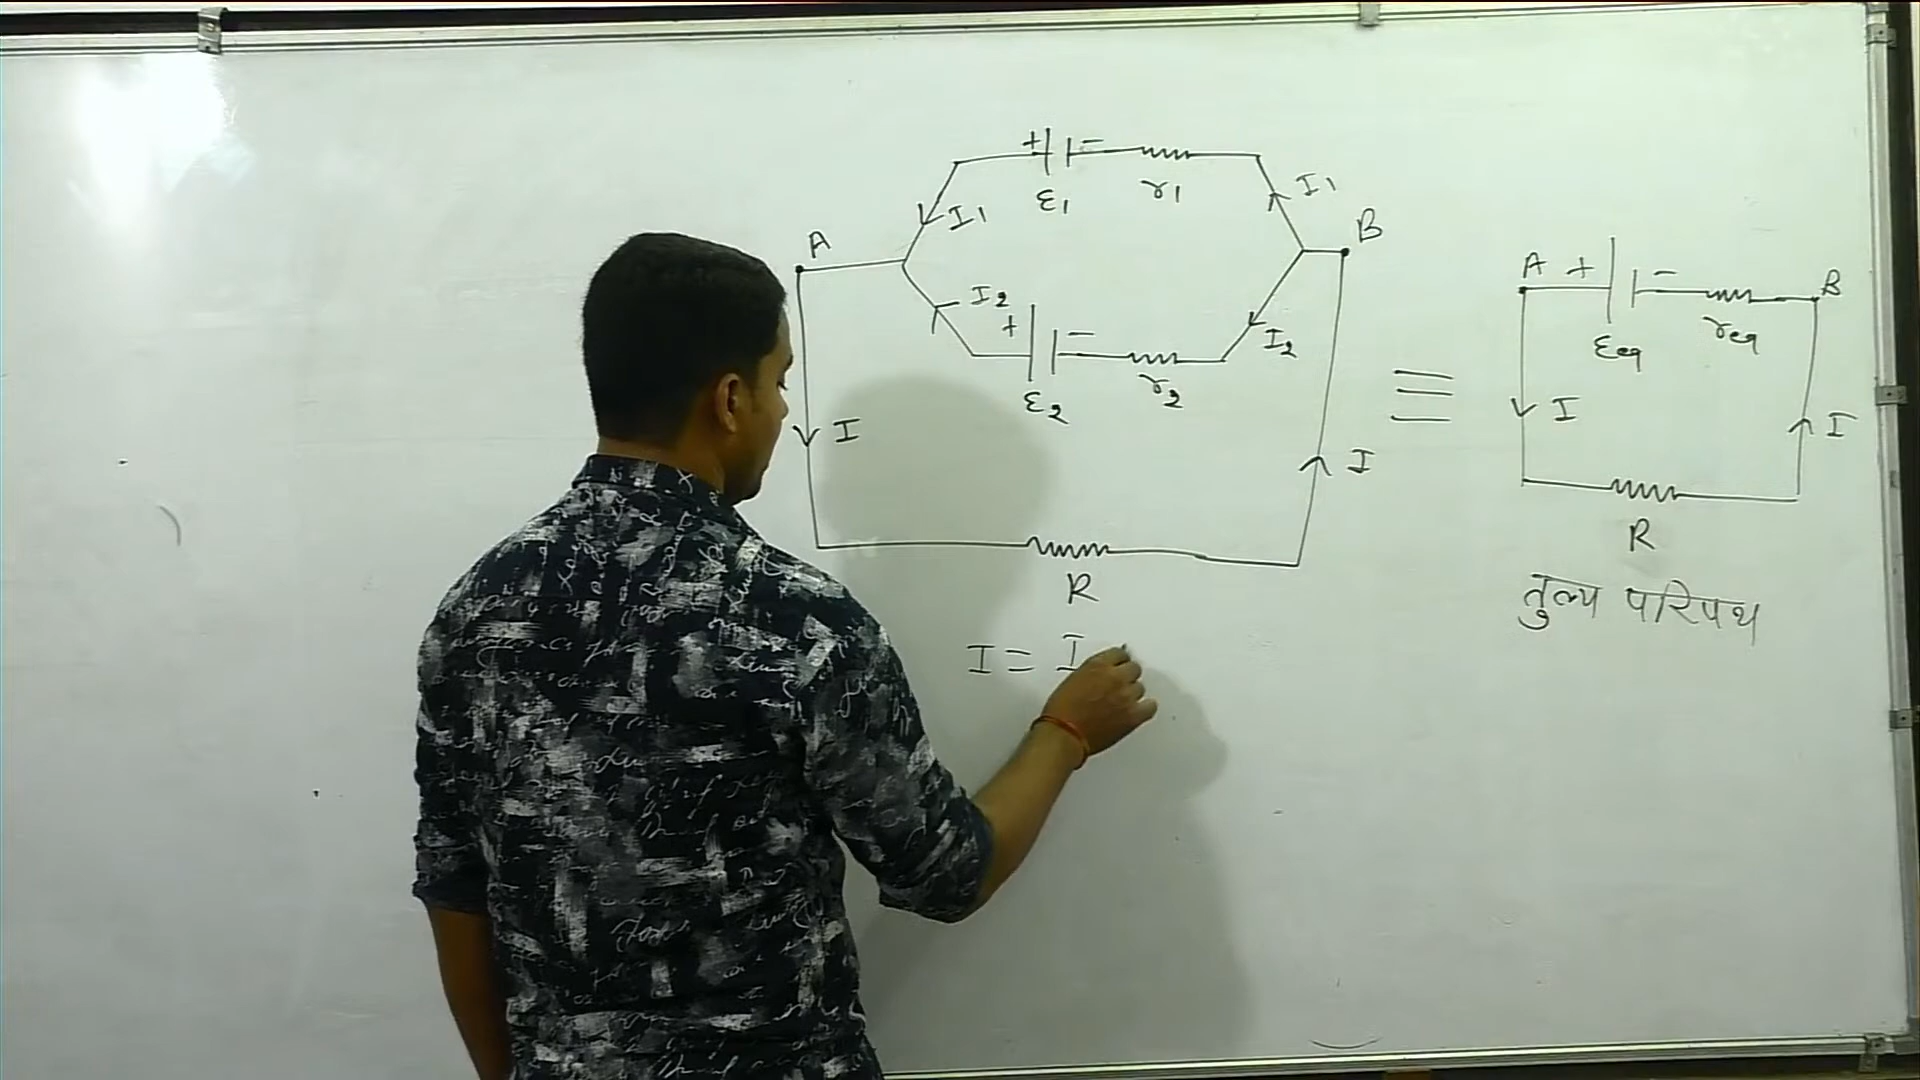 + -
ε1 r1
I1
I1
A
B
I2
+ -
ε2 r2
I2
I
I
R
I = I
A + -
B
εeq req
I
I
R
तुल्य परिपथ